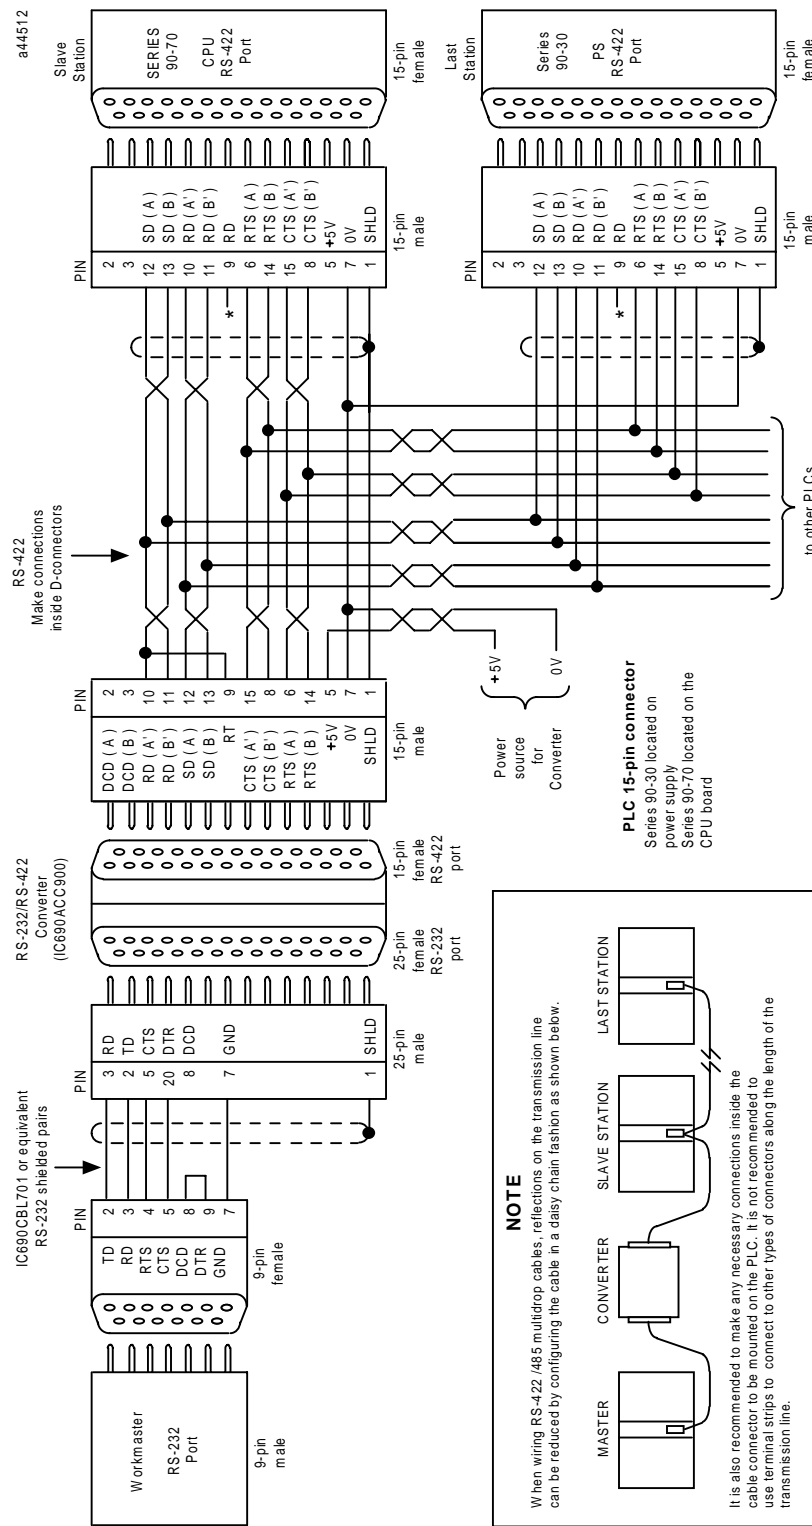 a44512
IC690CBL701 or equivalent
RS-232 shielded pairs
RS-232/RS-422
Converter
(IC690ACC900)
RS-422
Make connections
inside D-connectors
Workmaster
RS-232
Port
9-pin
male
PIN
TD 2
RD 3
RTS 4
CTS 5
DCD 8
DTR 9
GND 7
9-pin
female
PIN
3 RD
2 TD
5 CTS
20 DTR
8 DCD
7 GND
1 SHLD
25-pin
male
25-pin
female
RS-232
port
15-pin
female
RS-422
port
PIN
DCD (A) 2
DCD (B) 3
RD (A') 10
RD (B') 11
SD (A) 12
SD (B) 13
RT 9
CTS (A') 15
CTS (B') 8
RTS (A) 6
RTS (B) 14
+5V 5
0V 7
SHLD 1
15-pin
male
PIN
2
3
12 SD (A)
13 SD (B)
10 RD (A')
11 RD (B')
* 9 RD
6 RTS (A)
14 RTS (B)
15 CTS (A')
8 CTS (B')
5 +5V
7 0V
1 SHLD
15-pin
male
Slave
Station
SERIES
90-70
CPU
RS-422
Port
15-pin
female
PIN
2
3
12 SD (A)
13 SD (B)
10 RD (A')
11 RD (B')
* 9 RD
6 RTS (A)
14 RTS (B)
15 CTS (A')
8 CTS (B')
5 +5V
7 0V
1 SHLD
15-pin
male
Last
Station
Series
90-30
PS
RS-422
Port
15-pin
female
Power
source
for
Converter
+5V
0V
to other PLCs
PLC 15-pin connector
Series 90-30 located on
power supply
Series 90-70 located on the
CPU board
NOTE
When wiring RS-422 /485 multidrop cables, reflections on the transmission line
can be reduced by configuring the cable in a daisy chain fashion as shown below.
MASTER
CONVERTER
SLAVE STATION
LAST STATION
It is also recommended to make any necessary connections inside the
cable connector to be mounted on the PLC. It is not recommended to
use terminal strips to connect to other types of connectors along the length of the
transmission line.